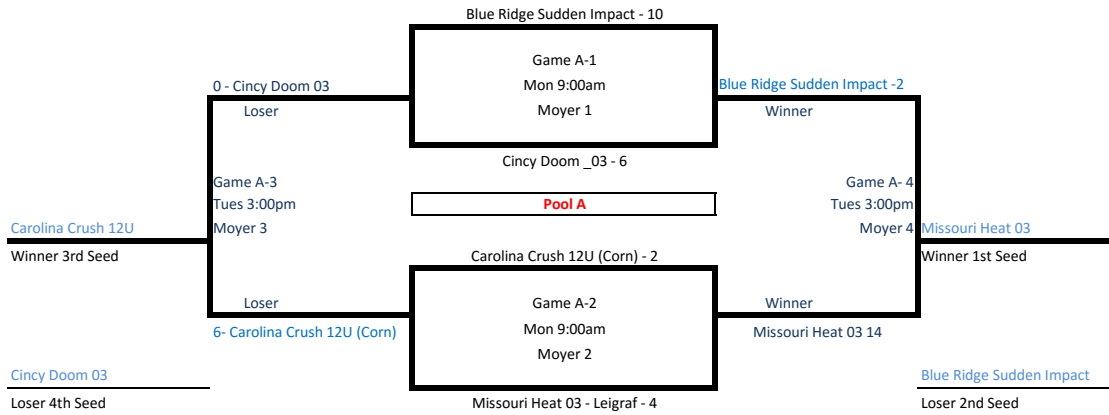 Blue Ridge Sudden Impact - 10
Game A-1
Mon 9:00am
Moyer 1
0 - Cincy Doom 03
Blue Ridge Sudden Impact -2
Loser
Winner
Cincy Doom _03 - 6
Game A-3
Tues 3:00pm
Moyer 3
Pool A
Game A- 4
Tues 3:00pm
Moyer 4
Carolina Crush 12U
Winner 3rd Seed
Missouri Heat 03
Winner 1st Seed
Carolina Crush 12U (Corn) - 2
Loser
Game A-2
Mon 9:00am
Moyer 2
Winner
6- Carolina Crush 12U (Corn)
Missouri Heat 03 14
Cincy Doom 03
Loser 4th Seed
Missouri Heat 03 - Leigraf - 4
Blue Ridge Sudden Impact
Loser 2nd Seed